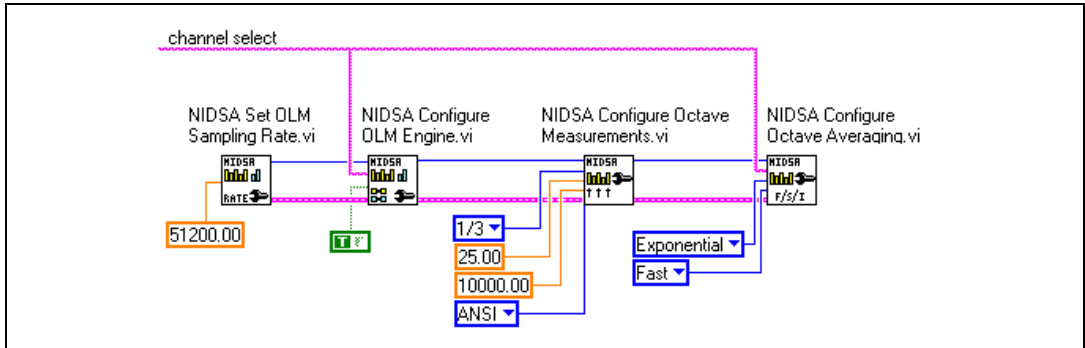 channel select
NIDSA Set OLM
Sampling Rate.vi
NIDSA Configure
OLM Engine.vi
NIDSA Configure Octave
Measurements.vi
NIDSA Configure
Octave Averaging.vi
NIDSA
RATE
NIDSA
NIDSA
NIDSA
F/S/I
51200.00
T
1/3
25.00
10000.00
ANSI
Exponential
Fast